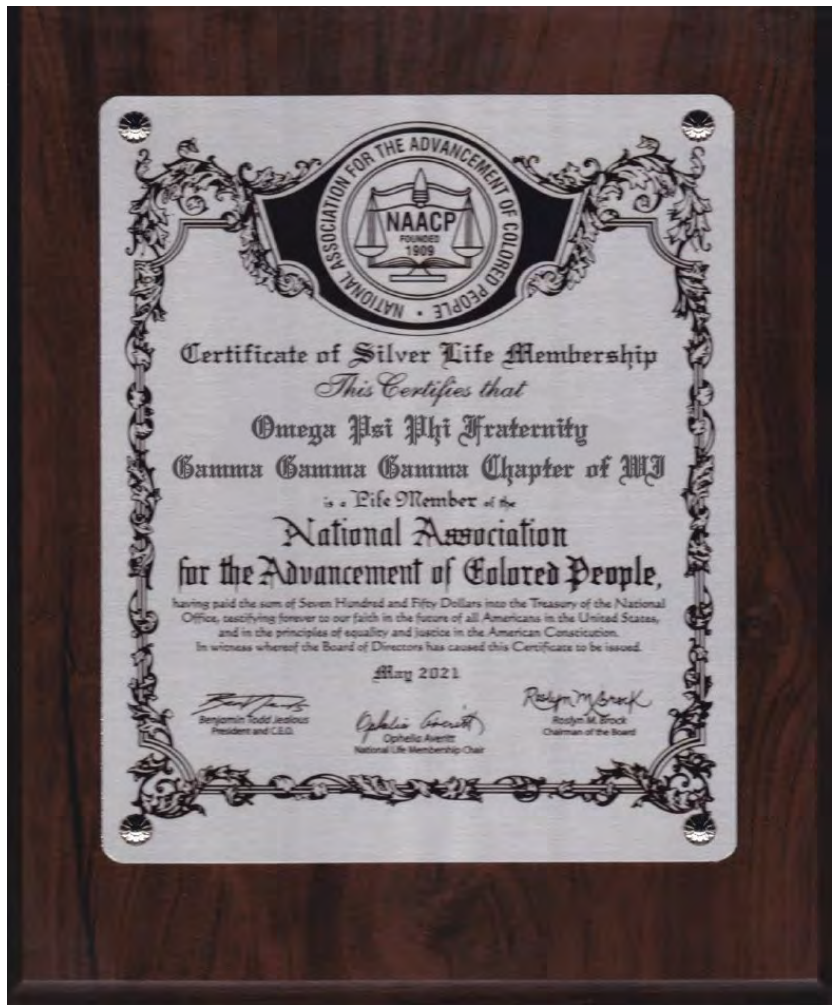 NATIONAL ASSOCIATION FOR THE ADVANCEMENT OF COLORED PEOPLE •
NAACP
FOUNDED
1909
Certificate of Silver Life Membership
This Certifies that
Omega Psi Phi Fraternity
Gamma Gamma Gamma Chapter of WI
is a Life Member of the
National Association
for the Advancement of Colored People,
having paid the sum of Seven Hundred and Fifty Dollars into the Treasury of the National
Office, testifying forever to our faith in the future of all Americans in the United States,
and in the principles of equality and justice in the American Constitution.
In witness whereof the Board of Directors has caused this Certificate to be issued.
May 2021
Roslyn M. Brock
Ophelia Averitt
Benjamin Todd Jealous
President and C.E.O.
Ophelia Averitt
National Life Membership Chair
Roslyn M. Brock
Chairman of the Board